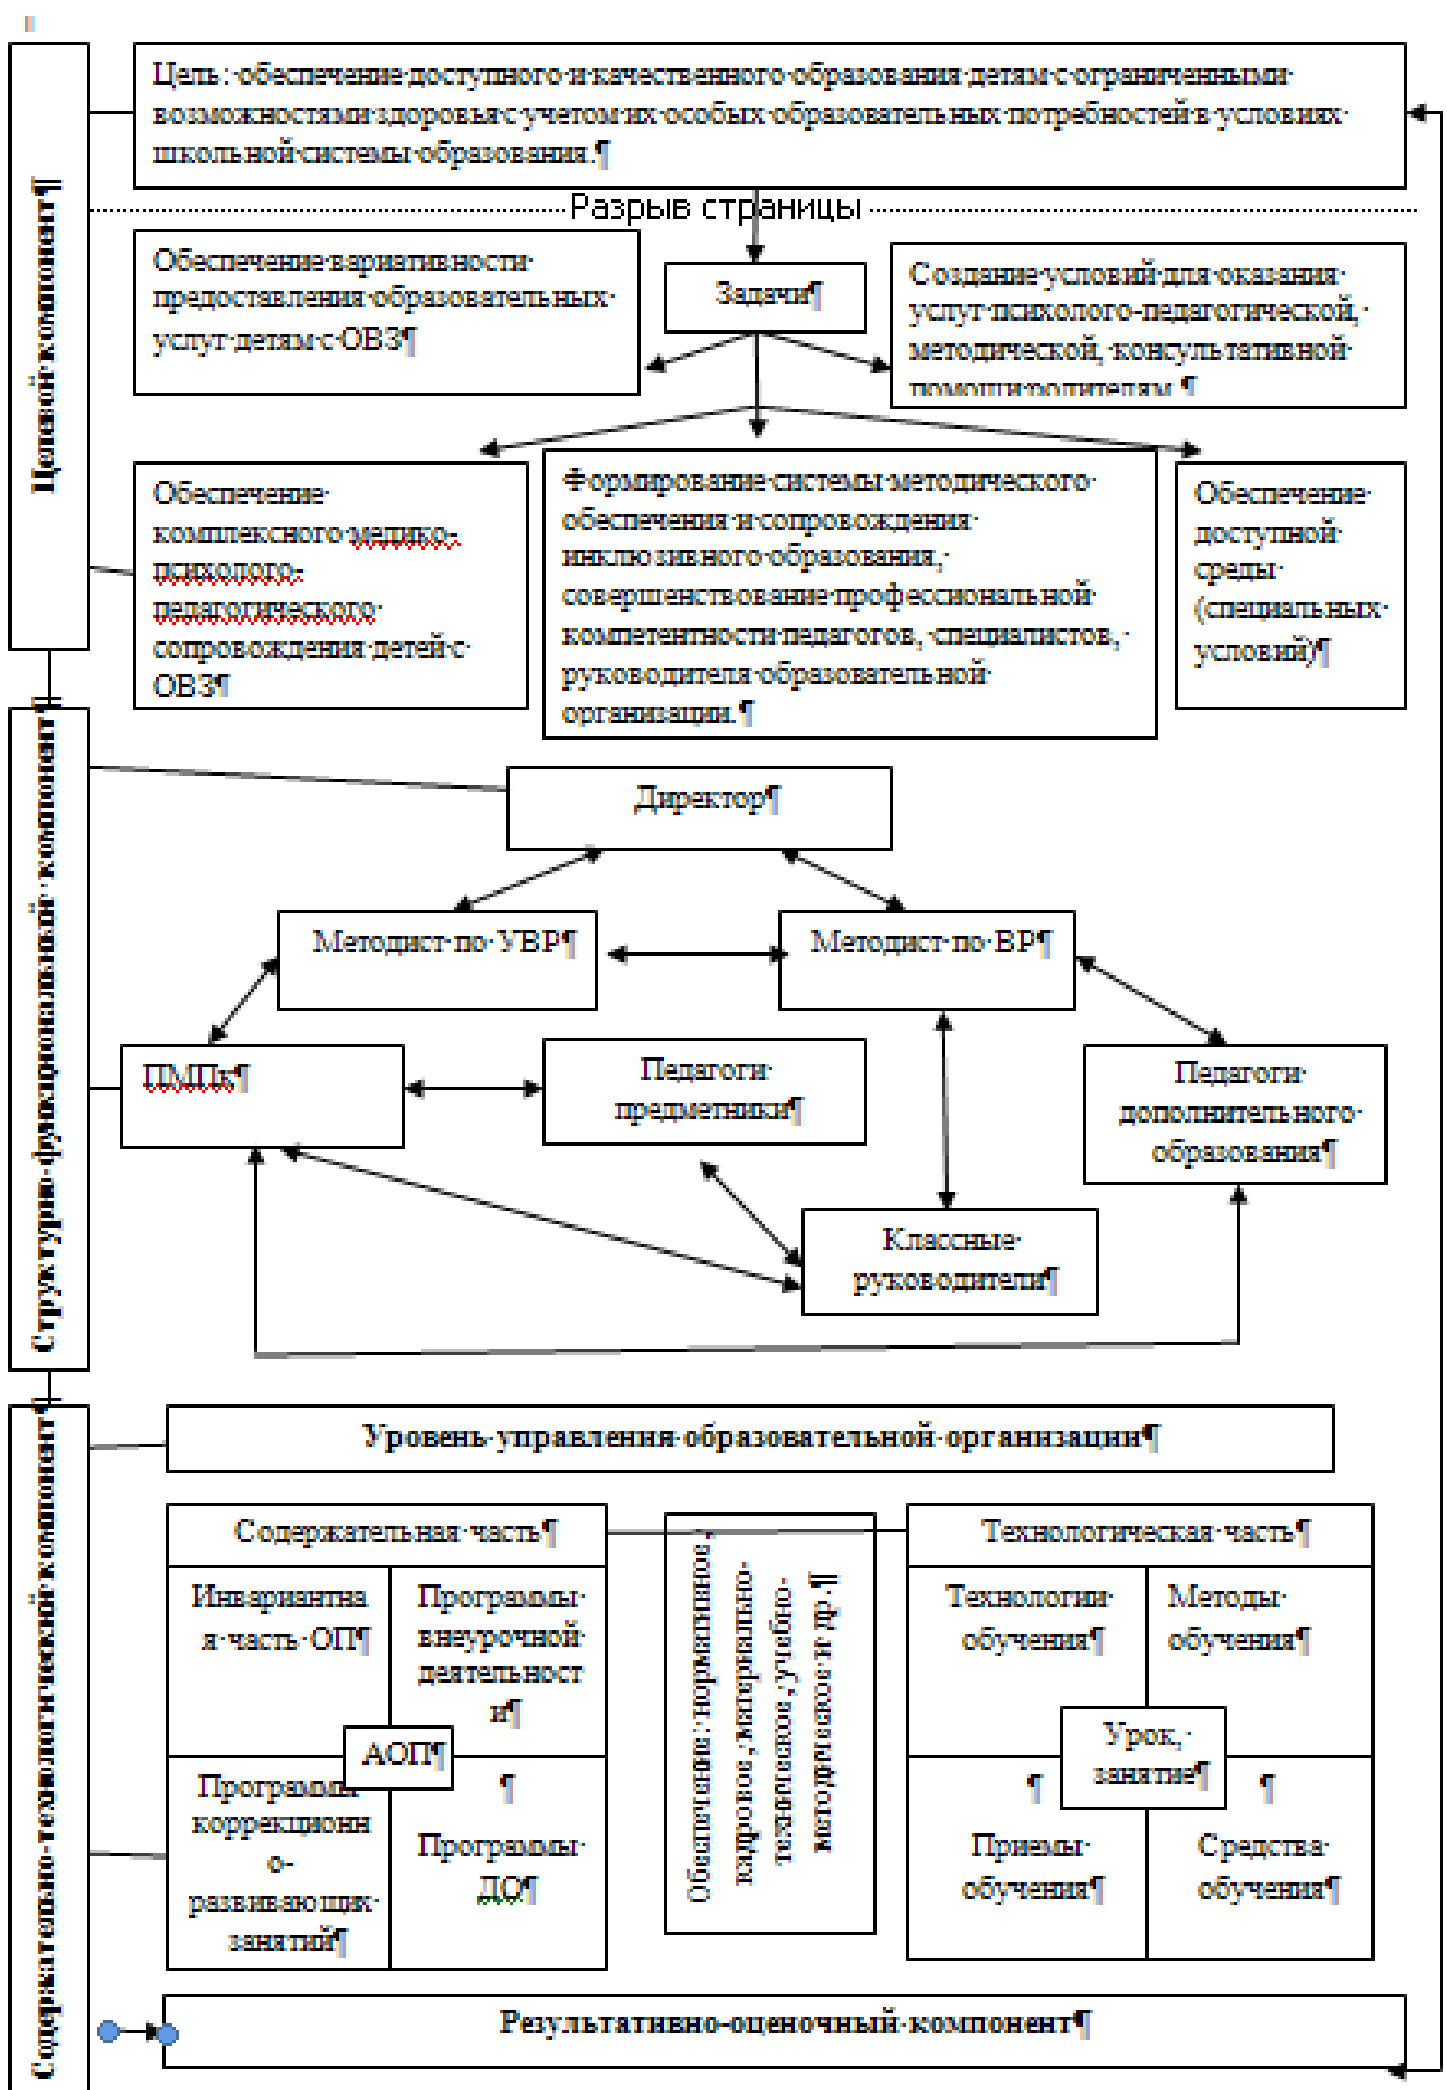 Цель: обеспечение доступного и качественного образования детям с ограниченными
возможностями здоровья с учетом их особых образовательных потребностей в условиях
школьной системы образования.¶
Разрыв страницы
Целевой компонент¶
Обеспечение вариативности
предоставления образовательных
услуг детям с ОВЗ¶
Задачи¶
Создание условий для оказания
услуг психолого-педагогической,
методической, консультативной
помощи родителям.¶
Обеспечение
комплексного медико-
психолого-
педагогического
сопровождения детей с
ОВЗ¶
Формирование системы методического
обеспечения и сопровождения
инклюзивного образования,
совершенствование профессиональной
компетентности педагогов, специалистов,
руководителя образовательной
организации.¶
Обеспечение
доступной
среды
(специальных
условий)¶
Структурно-функциональный компонент¶
Директор¶
Методист по УВР¶
Методист по ВР¶
ПМПк¶
Педагоги
предметники¶
Педагоги
дополнительного
образования¶
Классные
руководители¶
Содержательно-технологический компонент¶
Уровень управления образовательной организации¶
Содержательная часть¶
Инвариантна
я часть ОП¶
Программы
внеурочной
деятельност
и¶
АОП¶
Программы
коррекционн
о-
развивающих
занятий¶
¶
Программы
ДО¶
Обеспечение: нормативное,
кадровое, материально-
техническое, учебно-
методическое и др.¶
Технологическая часть¶
Технологии
обучения¶
Методы
обучения¶
Урок,
занятие¶
¶
Приемы
обучения¶
¶
Средства
обучения¶
Результативно-оценочный компонент¶